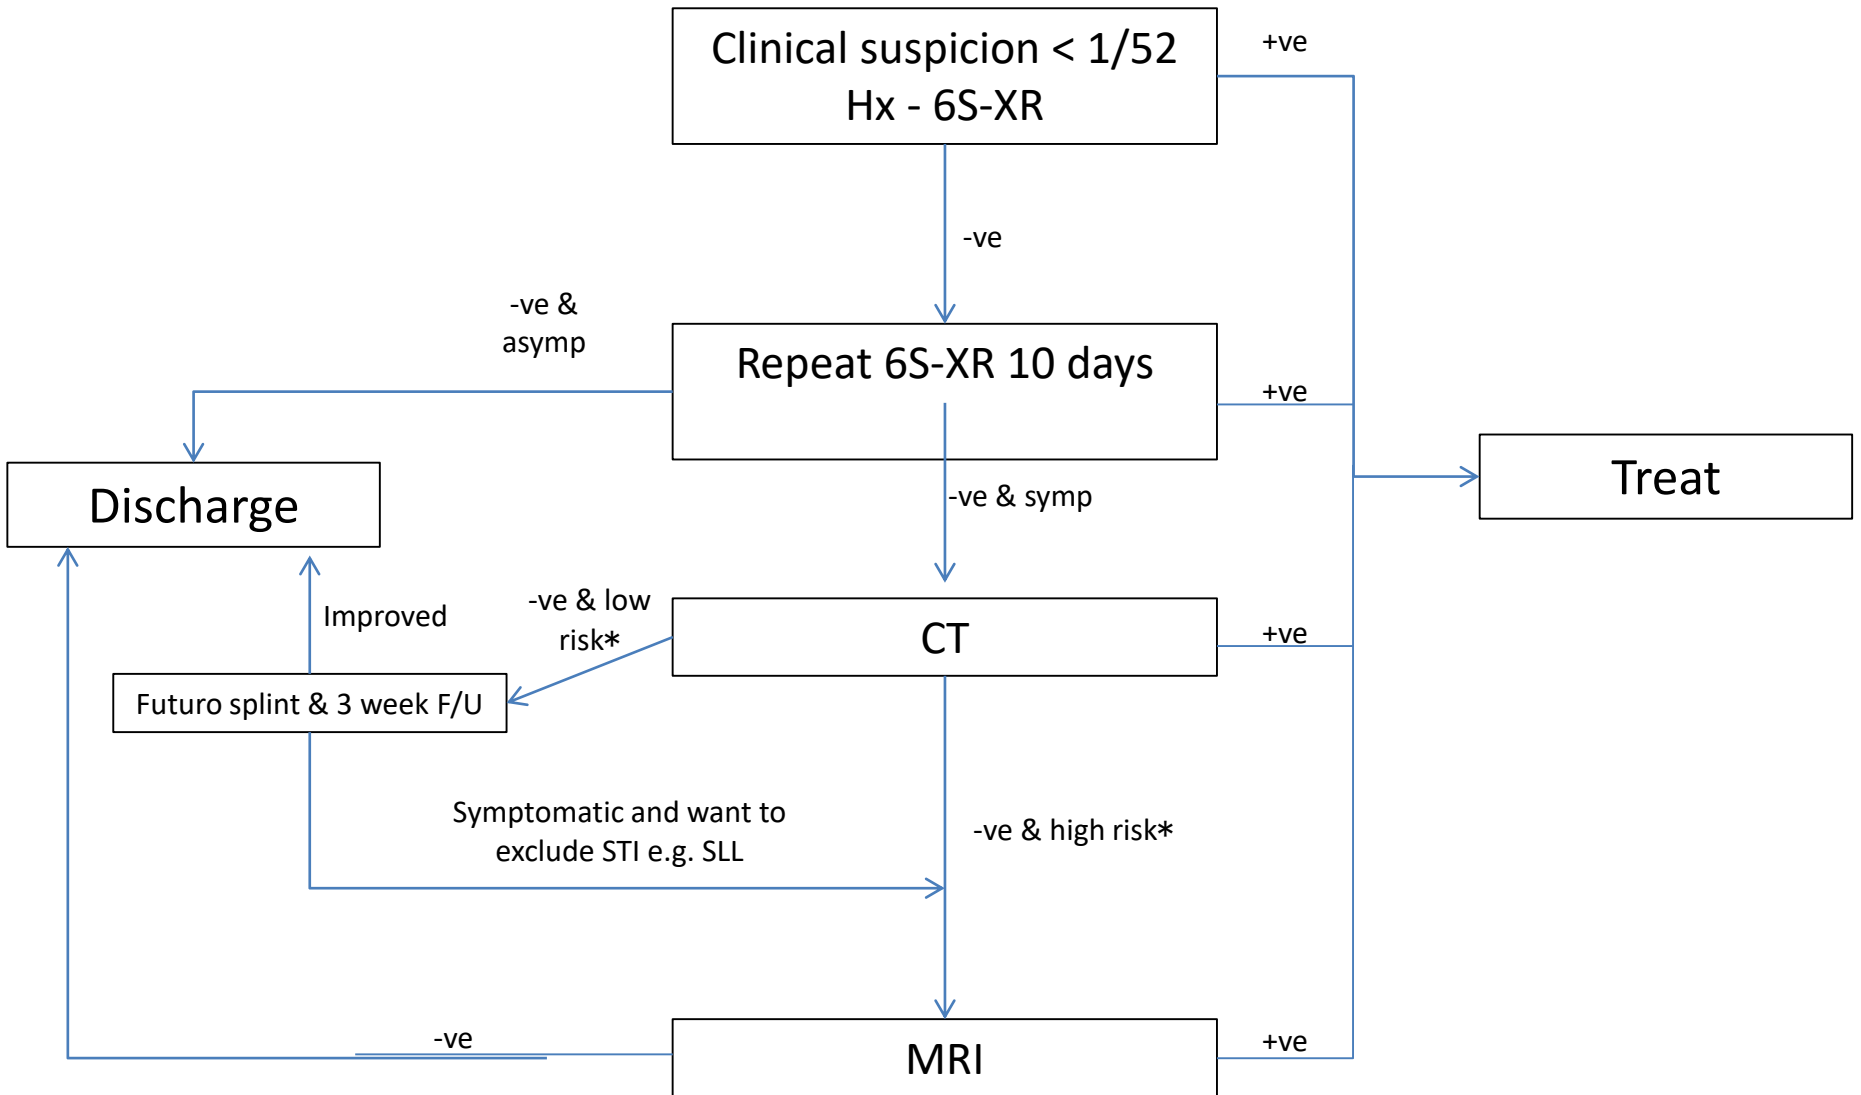 Clinical suspicion < 1/52
Hx - 6S-XR
+ve
-ve
-ve &
asymp
Repeat 6S-XR 10 days
+ve
Discharge
Treat
-ve & symp
Improved
-ve & low
risk*
CT
+ve
Futuro splint & 3 week F/U
Symptomatic and want to
exclude STI e.g. SLL
-ve & high risk*
-ve
MRI
+ve